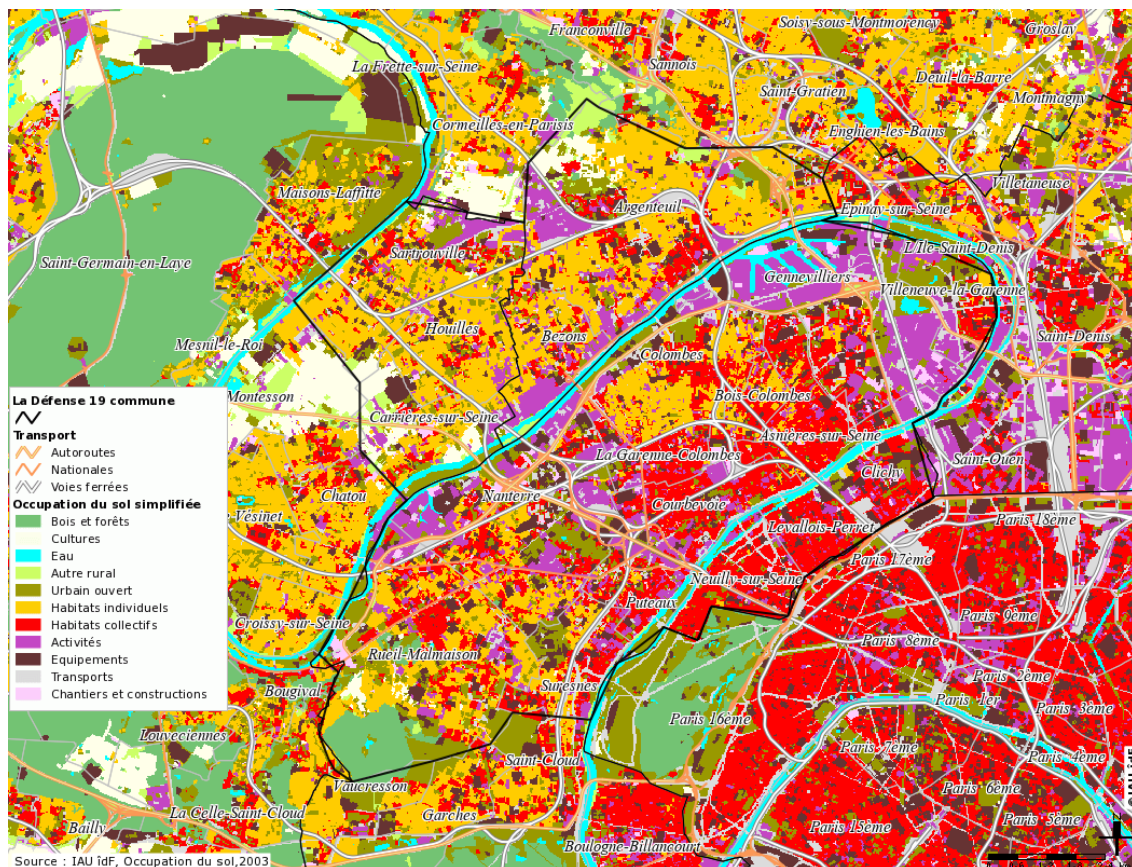 Franconville
Soisy-sous-Montmorency
Groslay
La Frette-sur-Seine
Sannois
Deuil-la-Barre
Saint-Gratien
Montmagny
Cormeilles-en-Parisis
Enghien-les-Bains
Maisons-Laffitte
Villetaneuse
Argenteuil
Epinay-sur-Seine
Sartrouville
L'Ile-Saint-Denis
Saint-Germain-en-Laye
Gennevilliers
Villeneuve-la-Garenne
Houilles
Bezons
Saint-Denis
Mesnil-le-Roi
Colombes
Montesson
Bois-Colombes
Carrières-sur-Seine
Asnières-sur-Seine
La Garenne-Colombes
Saint-Ouen
Clichy
Chatou
Nanterre
Courbevoie
Vésinet
Levallois-Perret
Paris 18ème
Paris 17ème
Neuilly-sur-Seine
Puteaux
Paris 9ème
Croissy-sur-Seine
Paris 8ème
Rueil-Malmaison
Paris 2ème
Suresnes
Bougival
Paris 1er
Paris 3ème
Paris 16ème
Louveciennes
Paris 7ème
Paris 4ème
Saint-Cloud
Vaucresson
Paris 6ème
La Celle-Saint-Cloud
Garches
Paris 5ème
Bailly
Paris 15ème
Boulogne-Billancourt
La Défense 19 commune
Transport
Autoroutes
Nationales
Voies ferrées
Occupation du sol simplifiée
Bois et forêts
Cultures
Eau
Autre rural
Urbain ouvert
Habitats individuels
Habitats collectifs
Activités
Equipements
Transports
Chantiers et constructions
©IAU îdF
Source : IAU îdF, Occupation du sol,2003